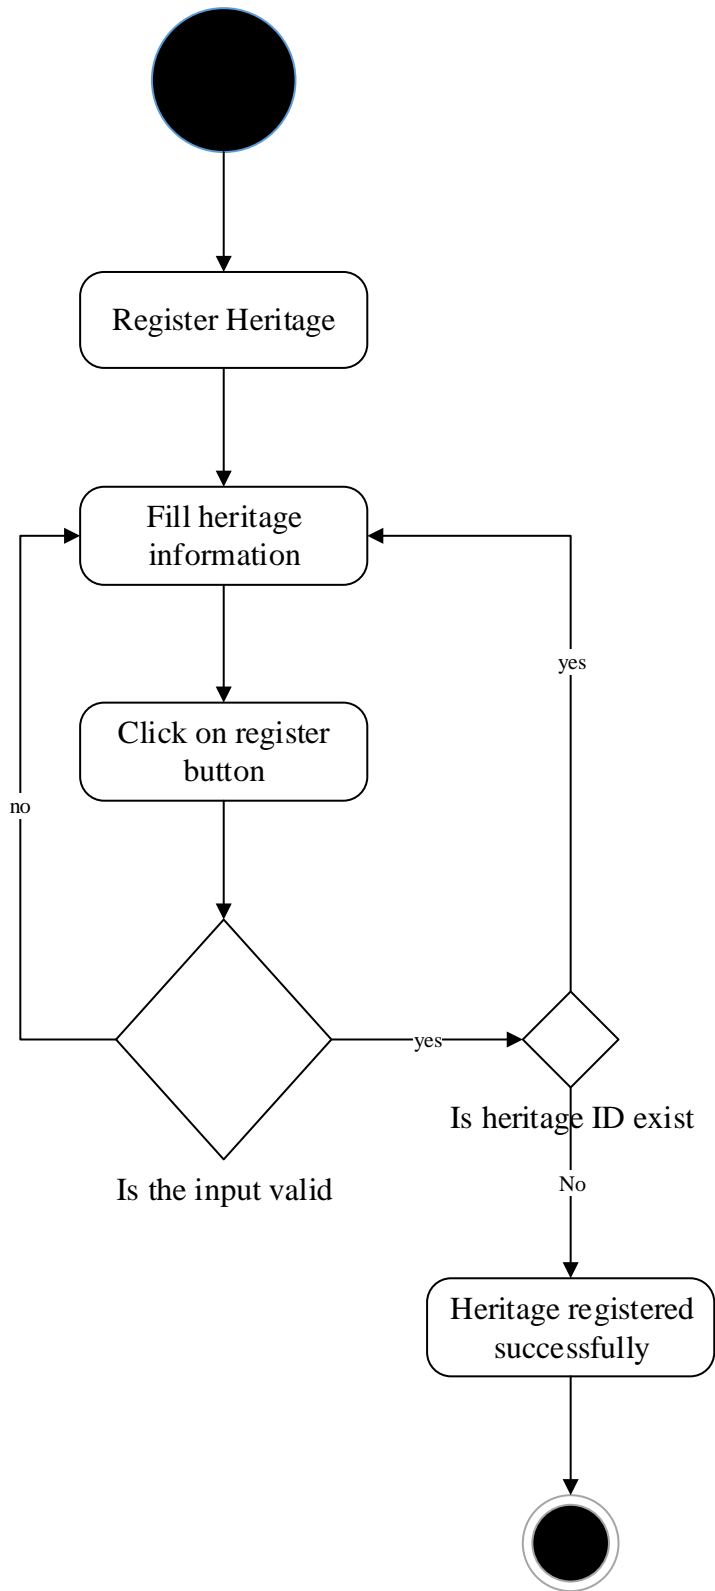 Register Heritage
Fill heritage
information
yes
Click on register
button
no
yes
Is heritage ID exist
Is the input valid
No
Heritage registered
successfully